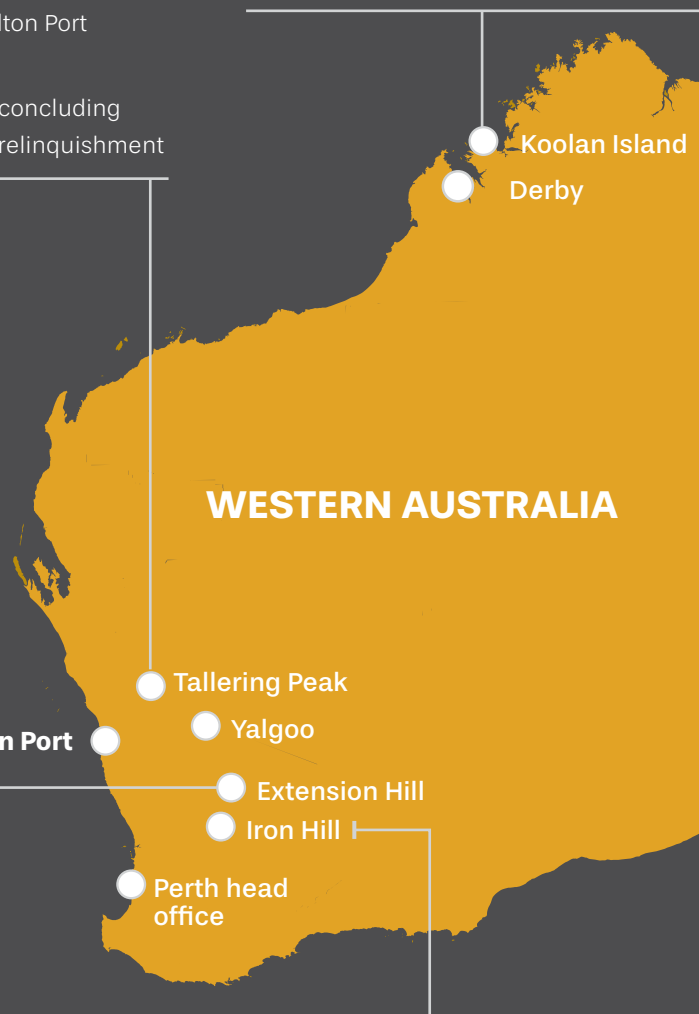 lton Port
concluding
relinquishment
Koolan Island
Derby
WESTERN AUSTRALIA
Tallering Peak
Yalgoo
n Port
Extension Hill
Iron Hill
Perth head
office